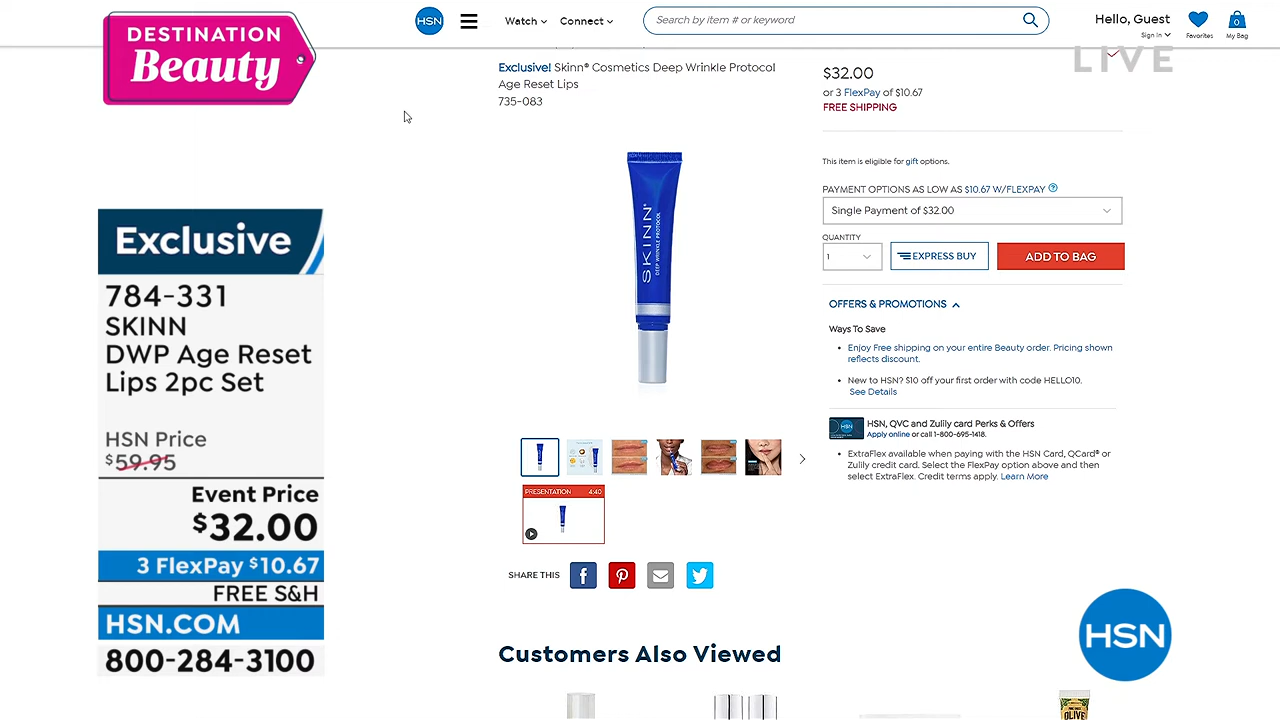 DESTINATION
Beauty
HSN
Watch
Connect
Search by item # or keyword
Hello, Guest
Sign In
Favorites
0
My Bag
LIVE
Exclusive! Skinn® Cosmetics Deep Wrinkle Protocol
Age Reset Lips
735-083
$32.00
or 3 FlexPay of $10.67
FREE SHIPPING
This item is eligible for gift options.
PAYMENT OPTIONS AS LOW AS $10.67 W/FLEXPAY ?
Single Payment of $32.00
QUANTITY
1
EXPRESS BUY
ADD TO BAG
OFFERS & PROMOTIONS
Ways To Save
• Enjoy Free shipping on your entire Beauty order. Pricing shown
reflects discount.
• New to HSN? $10 off your first order with code HELLO10.
See Details
HSN
HSN, QVC and Zulily card Perks & Offers
Apply online or call 1-800-695-1418.
• ExtraFlex available when paying with the HSN Card, QCard® or
Zulily credit card. Select the FlexPay option above and then
select ExtraFlex. Credit terms apply. Learn More
SKINN®
DEEP WRINKLE PROTOCOL
PRESENTATION 4:40
SHARE THIS
Customers Also Viewed
OLIVE
Exclusive
784-331
SKINN
DWP Age Reset
Lips 2pc Set
HSN Price
$59.95
Event Price
$32.00
3 FlexPay $10.67
FREE S&H
HSN.COM
800-284-3100
HSN